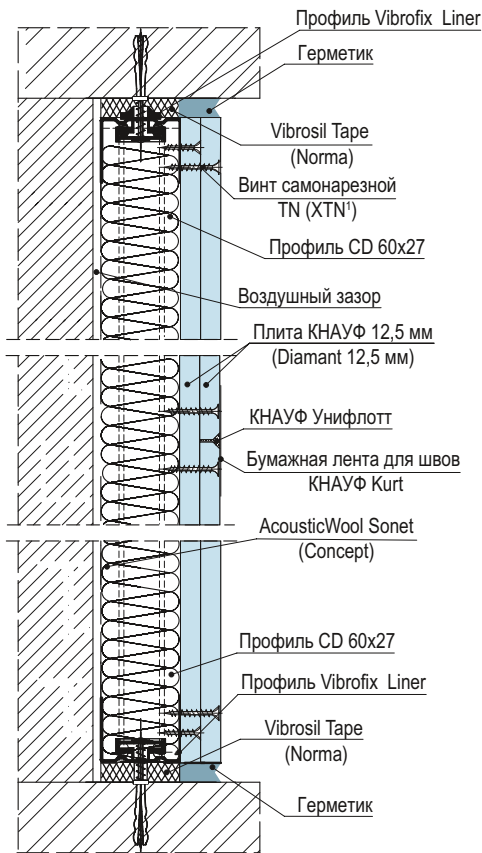 Профиль Vibrofix Liner
Герметик
Vibrosil Tape
(Norma)
Винт самонарезной
TN (XTN¹)
Профиль CD 60x27
Воздушный зазор
Плита КНАУФ 12,5 мм
(Diamant 12,5 мм)
КНАУФ Унифлотт
Бумажная лента для швов
КНАУФ Kurt
AcousticWool Sonet
(Concept)
Профиль CD 60x27
Профиль Vibrofix Liner
Vibrosil Tape
(Norma)
Герметик